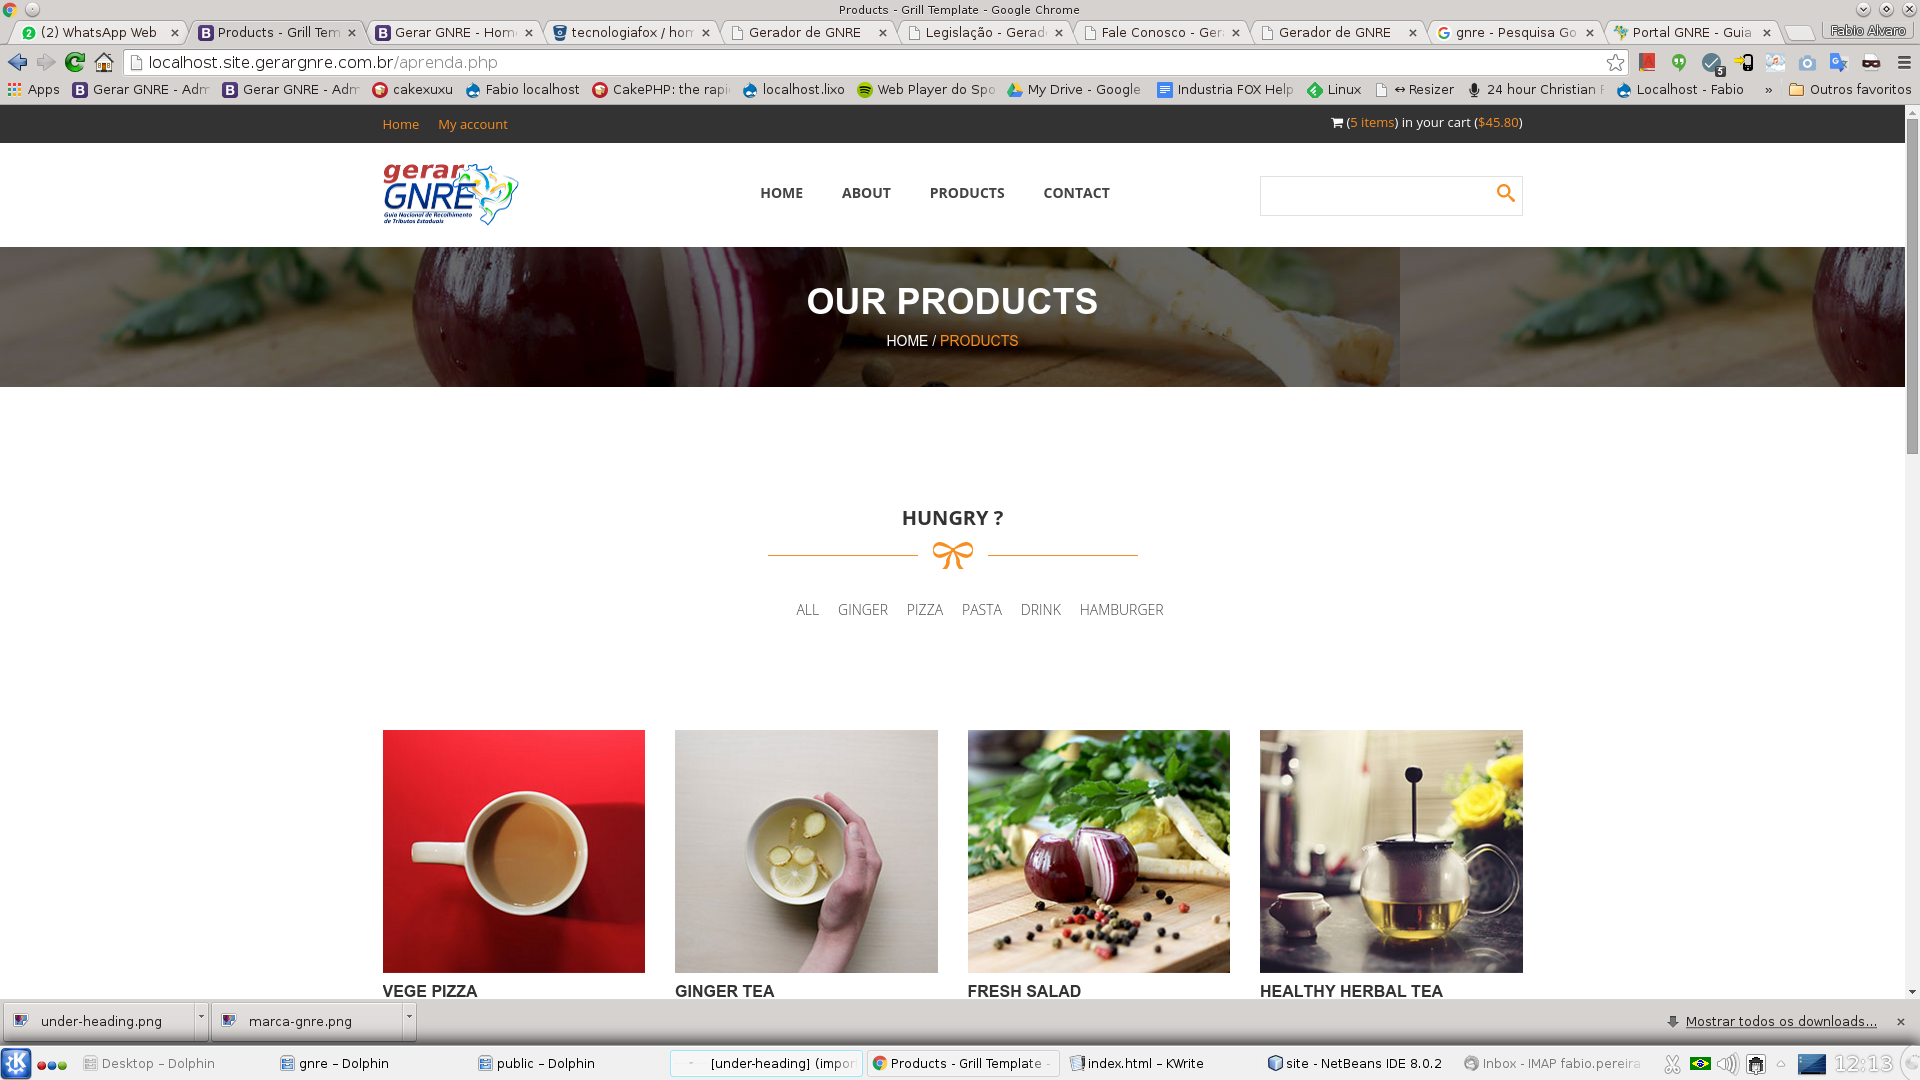 Products - Grill Template - Google Chrome
(2) WhatsApp Web
Products - Grill Tem
Gerar GNRE - Hom
tecnologiafox / hom
Gerador de GNRE
Legislação - Gerad
Fale Conosco - Ger
Gerador de GNRE
gnre - Pesquisa Go
Portal GNRE - Guia
Fabio Alvaro
localhost.site.gerargnre.com.br/aprenda.php
5
Apps
Gerar GNRE - Adm
Gerar GNRE - Adm
cakexuxu
Fabio localhost
CakePHP: the rapi
localhost.lixo
Web Player do Spo
My Drive - Google
Industria FOX Help
Linux
↔ Resizer
24 hour Christian
Localhost - Fabio
»
Outros favoritos
Home My account
(5 items) in your cart ($45.80)
gerar
GNRE
Guia Nacional de Recolhimento
de Tributos Estaduais
HOME ABOUT PRODUCTS CONTACT
OUR PRODUCTS
HOME / PRODUCTS
HUNGRY ?
ALL GINGER PIZZA PASTA DRINK HAMBURGER
VEGE PIZZA
GINGER TEA
FRESH SALAD
HEALTHY HERBAL TEA
under-heading.png
marca-gnre.png
Mostrar todos os downloads...
Desktop – Dolphin
gnre – Dolphin
public – Dolphin
[under-heading] (impor
Products - Grill Template -
index.html – KWrite
site - NetBeans IDE 8.0.2
Inbox - IMAP fabio.pereira
12:13